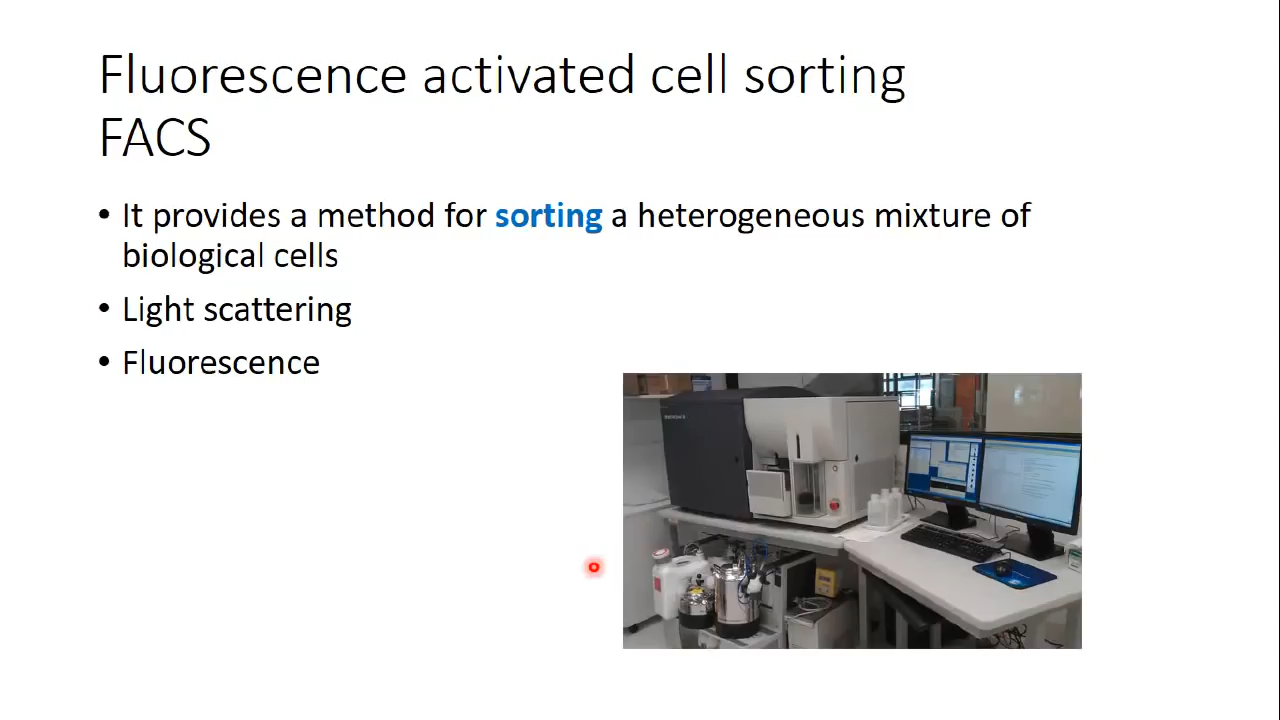 Fluorescence activated cell sorting
FACS
• It provides a method for sorting a heterogeneous mixture of
biological cells
• Light scattering
• Fluorescence